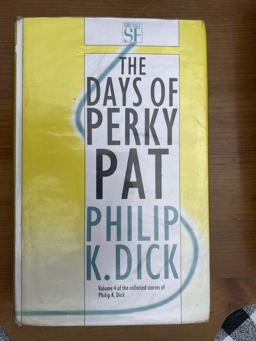 SF
THE
DAYS OF
PERKY
PAT
PHILIP
K. DICK
Volume 4 of the collected stories of
Philip K. Dick